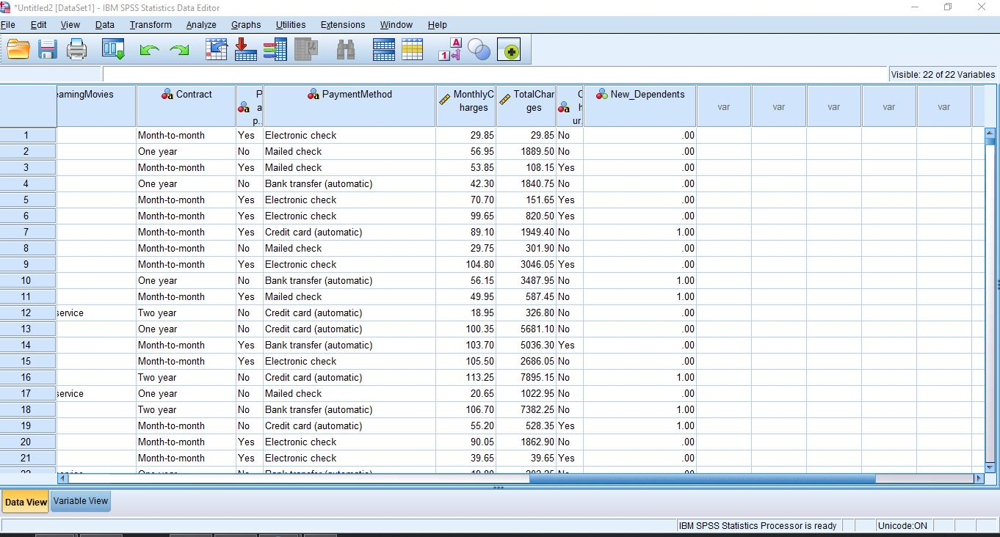 *Untitled2 [DataSet1] - IBM SPSS Statistics Data Editor
File Edit View Data Transform Analyze Graphs Utilities Extensions Window Help
A
1
Visible: 22 of 22 Variables
eamingMovies Contract P a p.. PaymentMethod MonthlyC harges TotalChar ges C h ur. New_Dependents var var var var var
1 Month-to-month Yes Electronic check 29.85 29.85 No .00
2 One year No Mailed check 56.95 1889.50 No .00
3 Month-to-month Yes Mailed check 53.85 108.15 Yes .00
4 One year No Bank transfer (automatic) 42.30 1840.75 No .00
5 Month-to-month Yes Electronic check 70.70 151.65 Yes .00
6 Month-to-month Yes Electronic check 99.65 820.50 Yes .00
7 Month-to-month Yes Credit card (automatic) 89.10 1949.40 No 1.00
8 Month-to-month No Mailed check 29.75 301.90 No .00
9 Month-to-month Yes Electronic check 104.80 3046.05 Yes .00
10 One year No Bank transfer (automatic) 56.15 3487.95 No 1.00
11 Month-to-month Yes Mailed check 49.95 587.45 No 1.00
12 service Two year No Credit card (automatic) 18.95 326.80 No .00
13 One year No Credit card (automatic) 100.35 5681.10 No .00
14 Month-to-month Yes Bank transfer (automatic) 103.70 5036.30 Yes .00
15 Month-to-month Yes Electronic check 105.50 2686.05 No .00
16 Two year No Credit card (automatic) 113.25 7895.15 No 1.00
17 service One year No Mailed check 20.65 1022.95 No .00
18 Two year No Bank transfer (automatic) 106.70 7382.25 No 1.00
19 Month-to-month No Credit card (automatic) 55.20 528.35 Yes 1.00
20 Month-to-month Yes Electronic check 90.05 1862.90 No .00
21 Month-to-month Yes Electronic check 39.65 39.65 Yes .00
Data View Variable View
IBM SPSS Statistics Processor is ready Unicode:ON